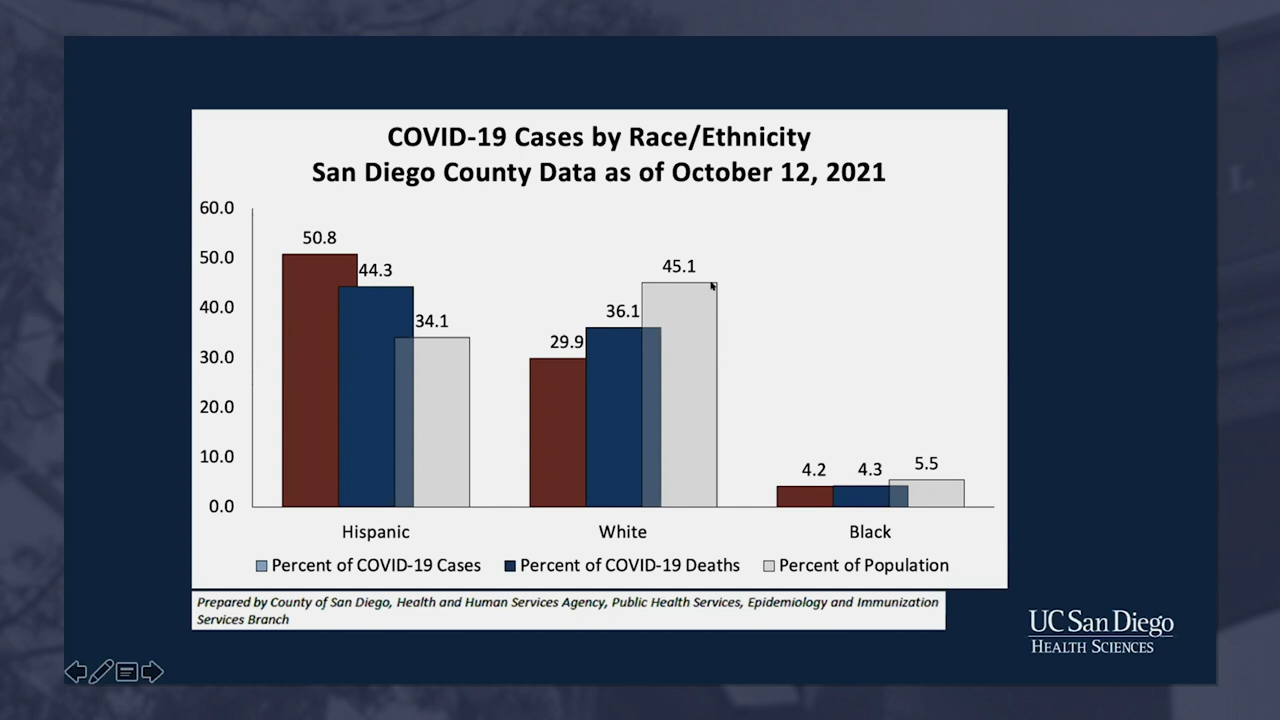 COVID-19 Cases by Race/Ethnicity
San Diego County Data as of October 12, 2021
60.0
50.0
40.0
30.0
20.0
10.0
0.0
50.8
44.3
34.1
29.9
36.1
45.1
4.2
4.3
5.5
Hispanic
White
Black
Percent of COVID-19 Cases
Percent of COVID-19 Deaths
Percent of Population
Prepared by County of San Diego, Health and Human Services Agency, Public Health Services, Epidemiology and Immunization
Services Branch
UC San Diego
HEALTH SCIENCES
L